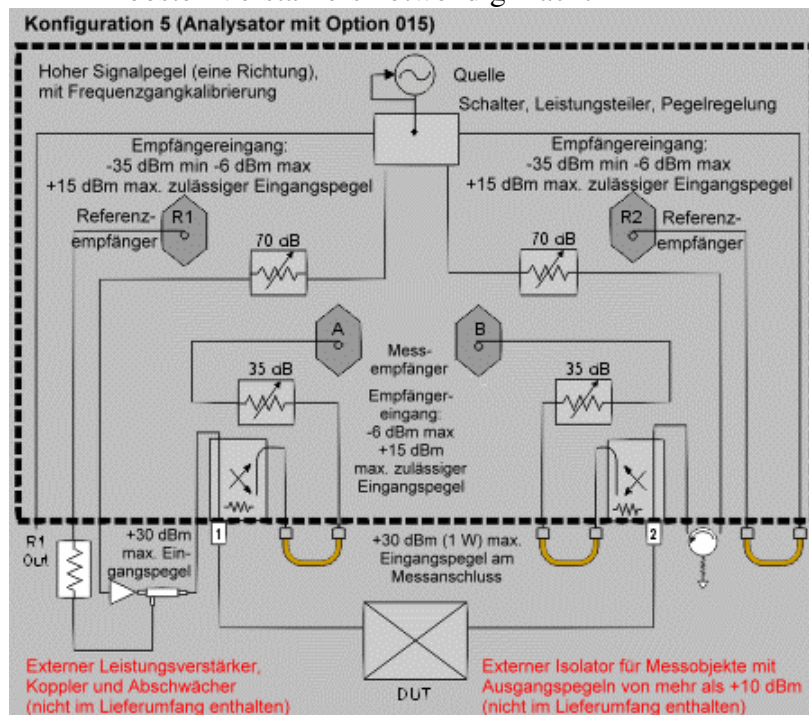 Konfiguration 5 (Analysator mit Option 015)
Hoher Signalpegel (eine Richtung),
mit Frequenzgangkalibrierung
Quelle
Schalter, Leistungsteiler, Pegelregelung
Empfängereingang:
-35 dBm min -6 dBm max
+15 dBm max. zulässiger Eingangspegel
Empfängereingang:
-35 dBm min -6 dBm max
+15 dBm max. zulässiger Eingangspegel
Referenz-
empfänger
R1
R2
Referenz-
empfänger
70 dB
70 dB
A
B
Mess-
empfänger
35 dB
35 dB
Empfänger-
eingang:
-6 dBm max
+15 dBm
max. zulässiger
Eingangspegel
R1
Out
+30 dBm
max. Ein-
gangspegel
1
+30 dBm (1 W) max.
Eingangspegel am
Messanschluss
2
DUT
Externer Leistungsverstärker,
Koppler und Abschwächer
(nicht im Lieferumfang enthalten)
Externer Isolator für Messobjekte mit
Ausgangspegeln von mehr als +10 dBm
(nicht im Lieferumfang enthalten)